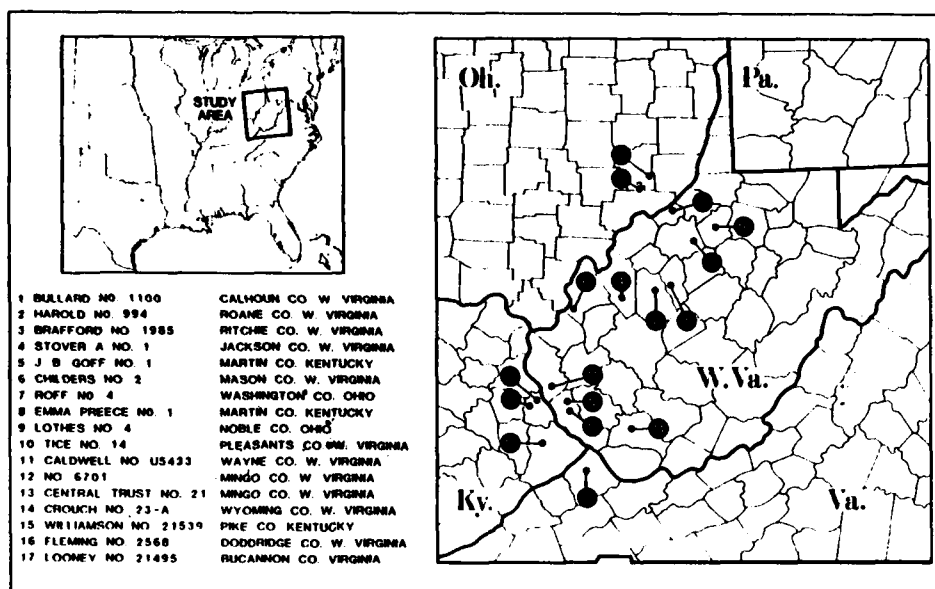 STUDY
AREA
1 BULLARD NO. 1100 CALHOUN CO W VIRGINIA
2 HAROLD NO. 994 ROANE CO. W. VIRGINIA
3 BRAFFORD NO 1985 RITCHIE CO. W. VIRGINIA
4 STOVER A NO. 1 JACKSON CO. W. VIRGINIA
5 J B GOFF NO. 1 MARTIN CO. KENTUCKY
6 CHILDERS NO 2 MASON CO. W. VIRGINIA
7 ROFF NO 4 WASHINGTON CO. OHIO
8 EMMA PREECE NO. 1 MARTIN CO. KENTUCKY
9 LOTHES NO 4 NOBLE CO. OHIO
10 TICE NO. 14 PLEASANTS CO W. VIRGINIA
11 CALDWELL NO U5433 WAYNE CO. W. VIRGINIA
12 NO 6701 MINGO CO W VIRGINIA
13 CENTRAL TRUST NO. 21 MINGO CO. W. VIRGINIA
14 CROUCH NO. 23-A WYOMING CO. W. VIRGINIA
15 WILLIAMSON NO 21539 PIKE CO KENTUCKY
16 FLEMING NO 2568 DODDRIDGE CO. W. VIRGINIA
17 LOONEY NO 21495 BUCANNON CO. W. VIRGINIA
Oh.
Pa.
W.Va.
Ky.
Va.